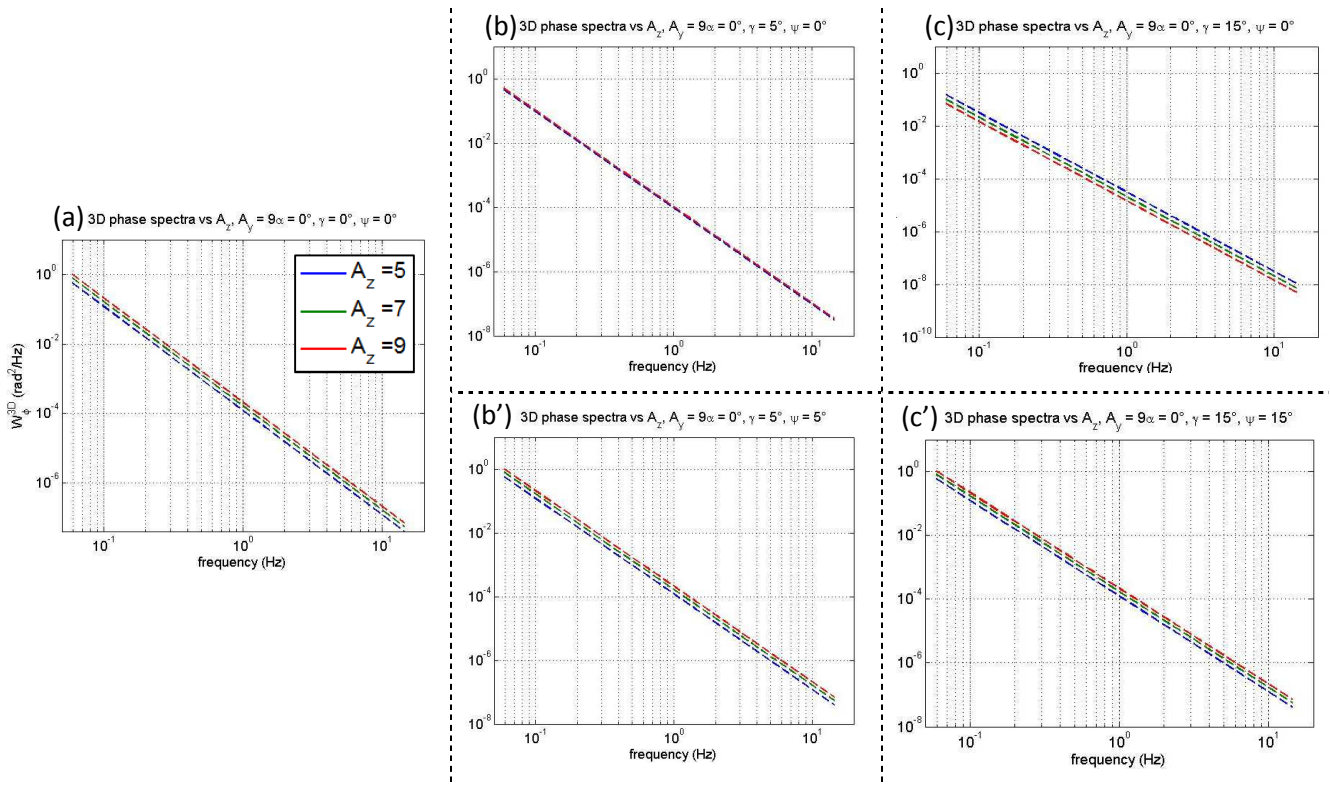 (a) 3D phase spectra vs A_z, A_y = 9α = 0°, γ = 0°, ψ = 0°
W_ϕ^3D (rad²/Hz)
10^0
10^-2
10^-4
10^-6
A_z =5
A_z =7
A_z =9
10^-1 10^0 10^1
frequency (Hz)
(b) 3D phase spectra vs A_z, A_y = 9α = 0°, γ = 5°, ψ = 0°
10^0
10^-2
10^-4
10^-6
10^-8
10^-1 10^0 10^1
frequency (Hz)
(c) 3D phase spectra vs A_z, A_y = 9α = 0°, γ = 15°, ψ = 0°
10^0
10^-2
10^-4
10^-6
10^-8
10^-10
10^-1 10^0 10^1
frequency (Hz)
(b’) 3D phase spectra vs A_z, A_y = 9α = 0°, γ = 5°, ψ = 5°
10^0
10^-2
10^-4
10^-6
10^-8
10^-1 10^0 10^1
frequency (Hz)
(c’) 3D phase spectra vs A_z, A_y = 9α = 0°, γ = 15°, ψ = 15°
10^0
10^-2
10^-4
10^-6
10^-8
10^-1 10^0 10^1
frequency (Hz)